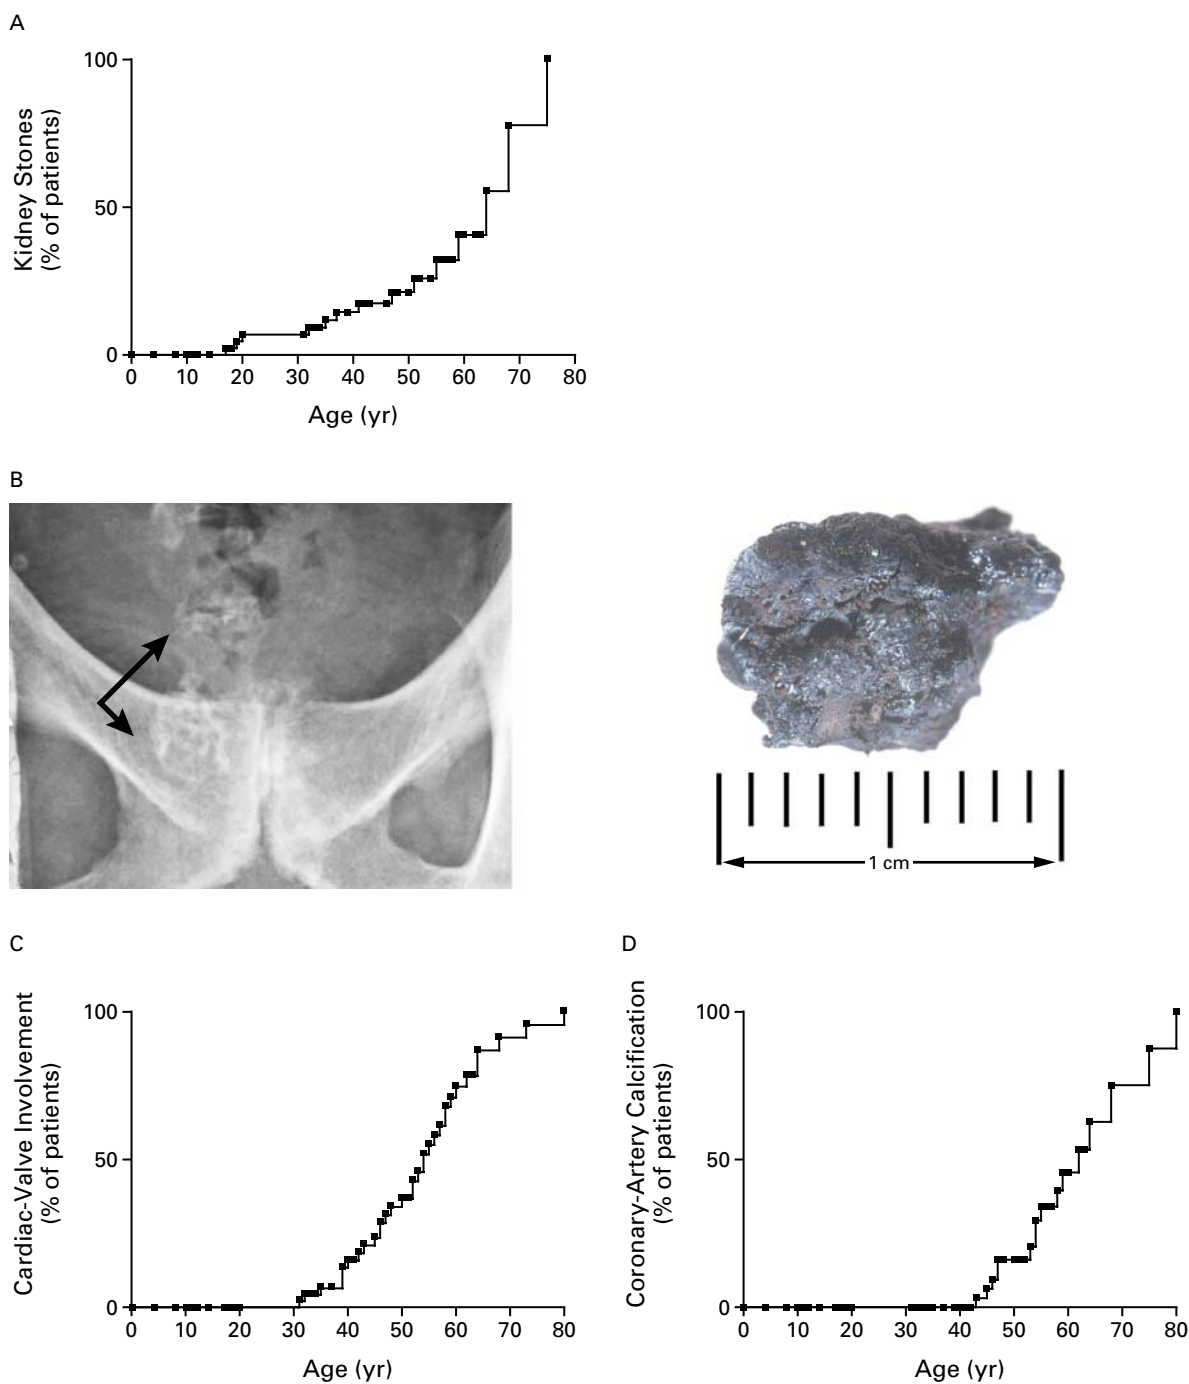 A
Kidney Stones
(% of patients)
100
50
0
0 10 20 30 40 50 60 70 80
Age (yr)
B
1 cm
C
Cardiac-Valve Involvement
(% of patients)
100
50
0
0 10 20 30 40 50 60 70 80
Age (yr)
D
Coronary-Artery Calcification
(% of patients)
100
50
0
0 10 20 30 40 50 60 70 80
Age (yr)